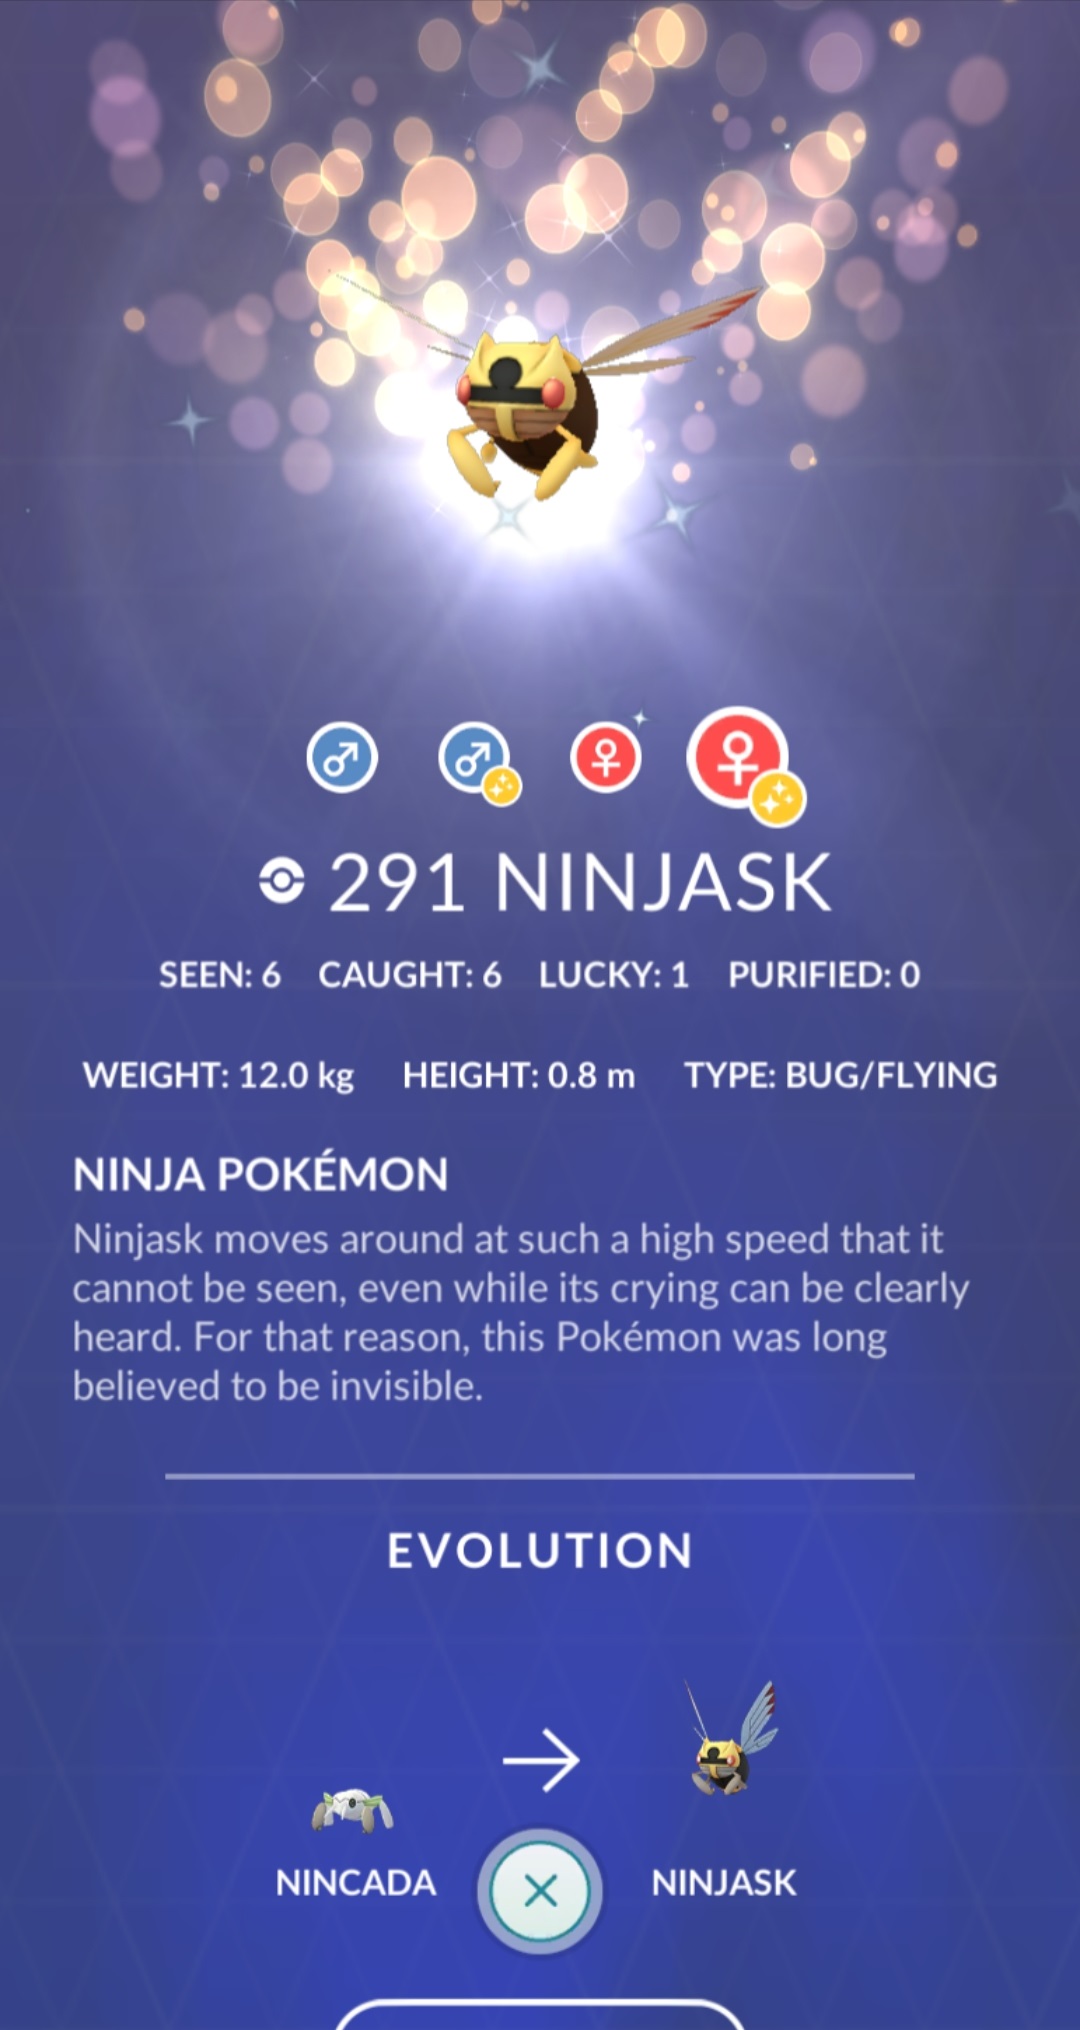 291 NINJASK
SEEN: 6 CAUGHT: 6 LUCKY: 1 PURIFIED: 0
WEIGHT: 12.0 kg HEIGHT: 0.8 m TYPE: BUG/FLYING
NINJA POKÉMON
Ninjask moves around at such a high speed that it
cannot be seen, even while its crying can be clearly
heard. For that reason, this Pokémon was long
believed to be invisible.
EVOLUTION
NINCADA NINJASK